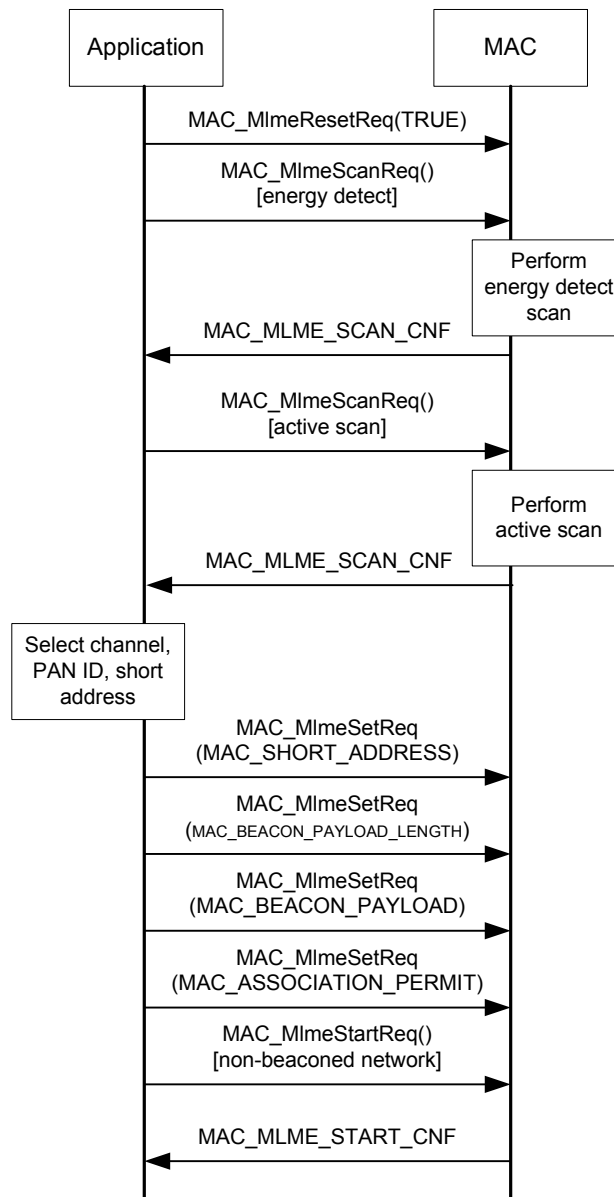 Application
MAC
MAC_MlmeResetReq(TRUE)
MAC_MlmeScanReq()
[energy detect]
Perform
energy detect
scan
MAC_MLME_SCAN_CNF
MAC_MlmeScanReq()
[active scan]
Perform
active scan
MAC_MLME_SCAN_CNF
Select channel,
PAN ID, short
address
MAC_MlmeSetReq
(MAC_SHORT_ADDRESS)
MAC_MlmeSetReq
(MAC_BEACON_PAYLOAD_LENGTH)
MAC_MlmeSetReq
(MAC_BEACON_PAYLOAD)
MAC_MlmeSetReq
(MAC_ASSOCIATION_PERMIT)
MAC_MlmeStartReq()
[non-beaconed network]
MAC_MLME_START_CNF